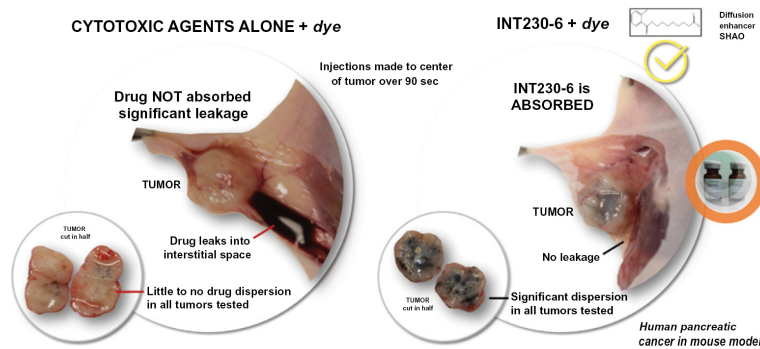 CYTOTOXIC AGENTS ALONE + dye
Drug NOT absorbed
significant leakage
TUMOR
Drug leaks into
interstitial space
TUMOR
cut in half
Little to no drug dispersion
in all tumors tested
Injections made to center
of tumor over 90 sec
INT230-6 + dye
Diffusion
enhancer
SHAO
INT230-6 is
ABSORBED
TUMOR
No leakage
TUMOR
cut in half
Significant dispersion
in all tumors tested
Human pancreatic
cancer in mouse model